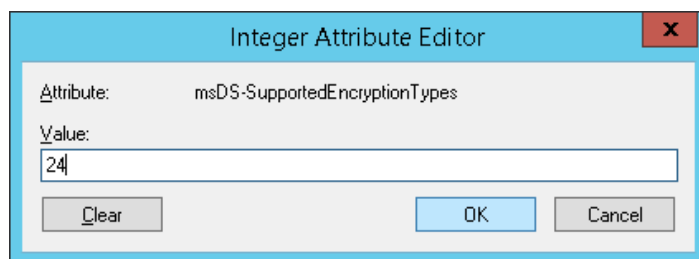 Integer Attribute Editor
x
Attribute: msDS-SupportedEncryptionTypes
Value:
24
Clear OK Cancel